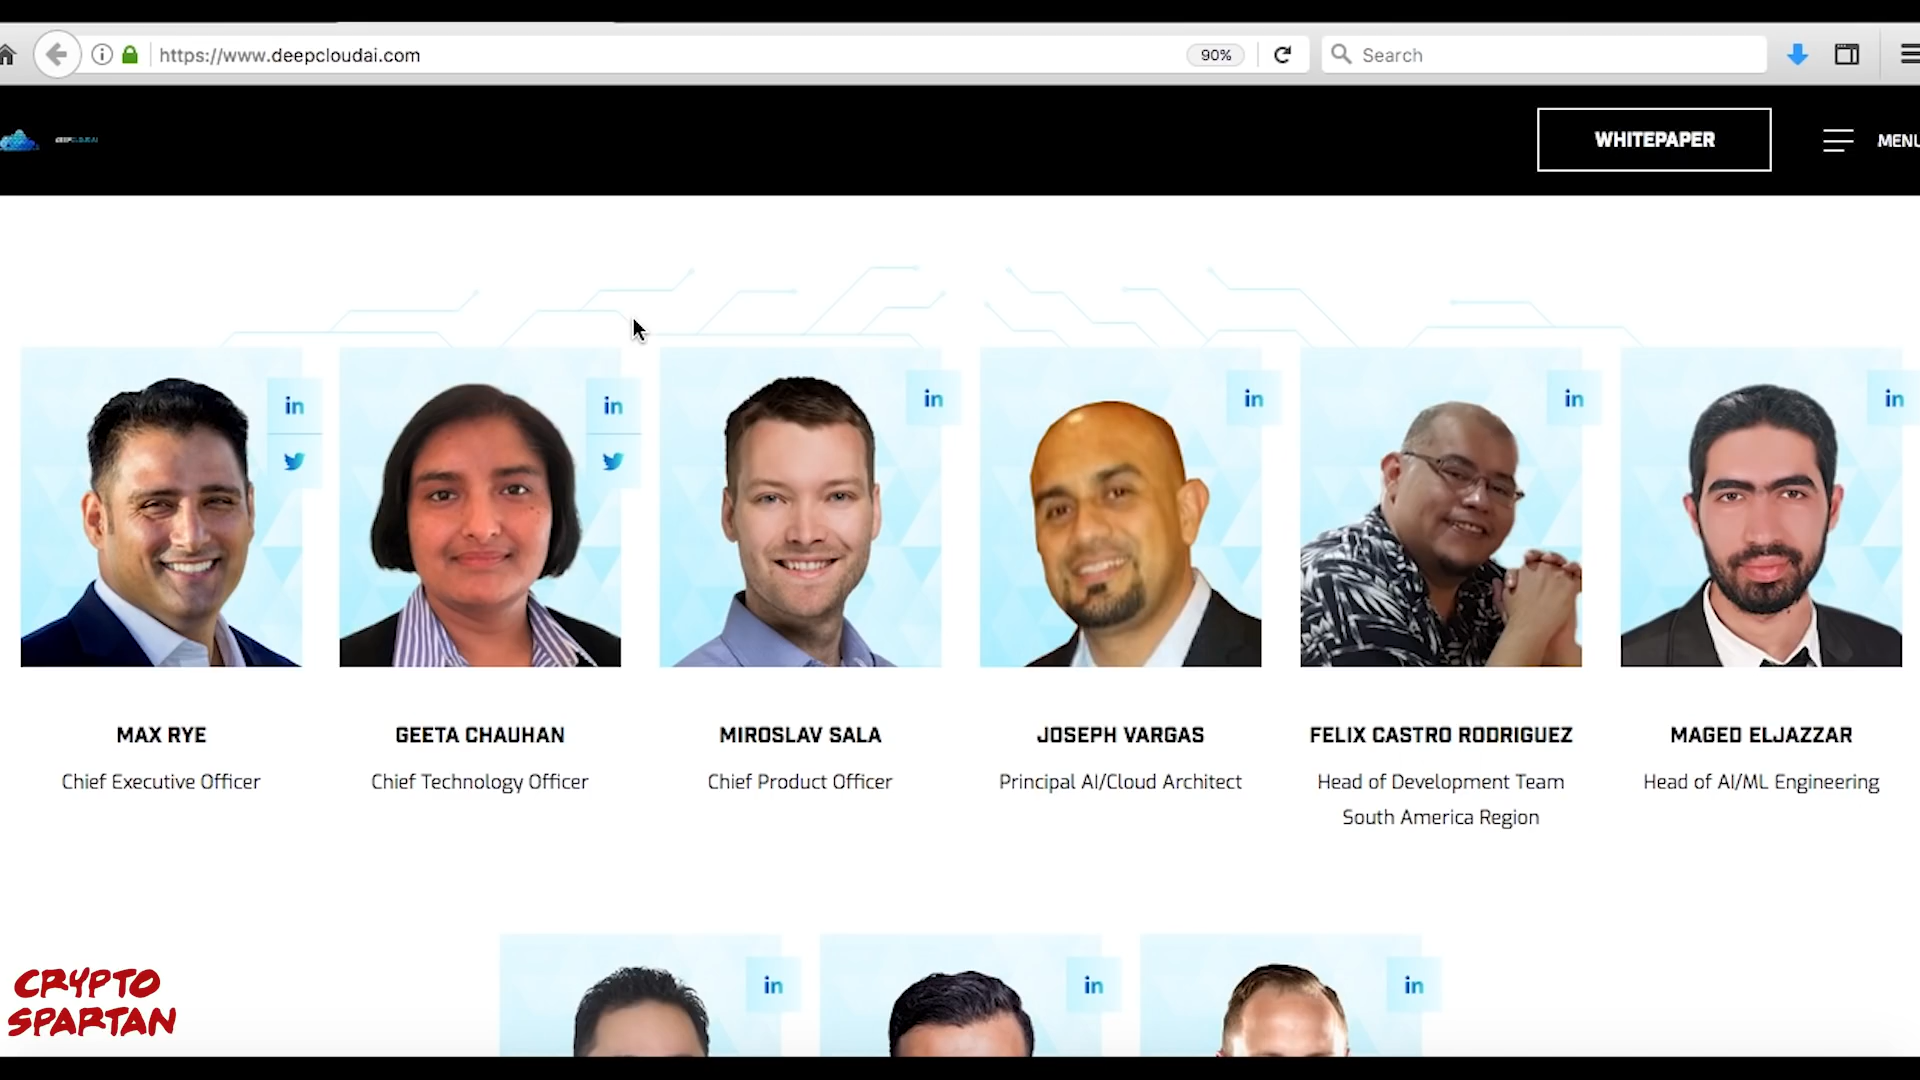 https://www.deepcloudai.com
90%
Search
DEEPCLOUDAI
WHITEPAPER
MENU
in
in
in
in
in
in
MAX RYE
GEETA CHAUHAN
MIROSLAV SALA
JOSEPH VARGAS
FELIX CASTRO RODRIGUEZ
MAGED ELJAZZAR
Chief Executive Officer
Chief Technology Officer
Chief Product Officer
Principal AI/Cloud Architect
Head of Development Team
South America Region
Head of AI/ML Engineering
in
in
in
CRYPTO
SPARTAN